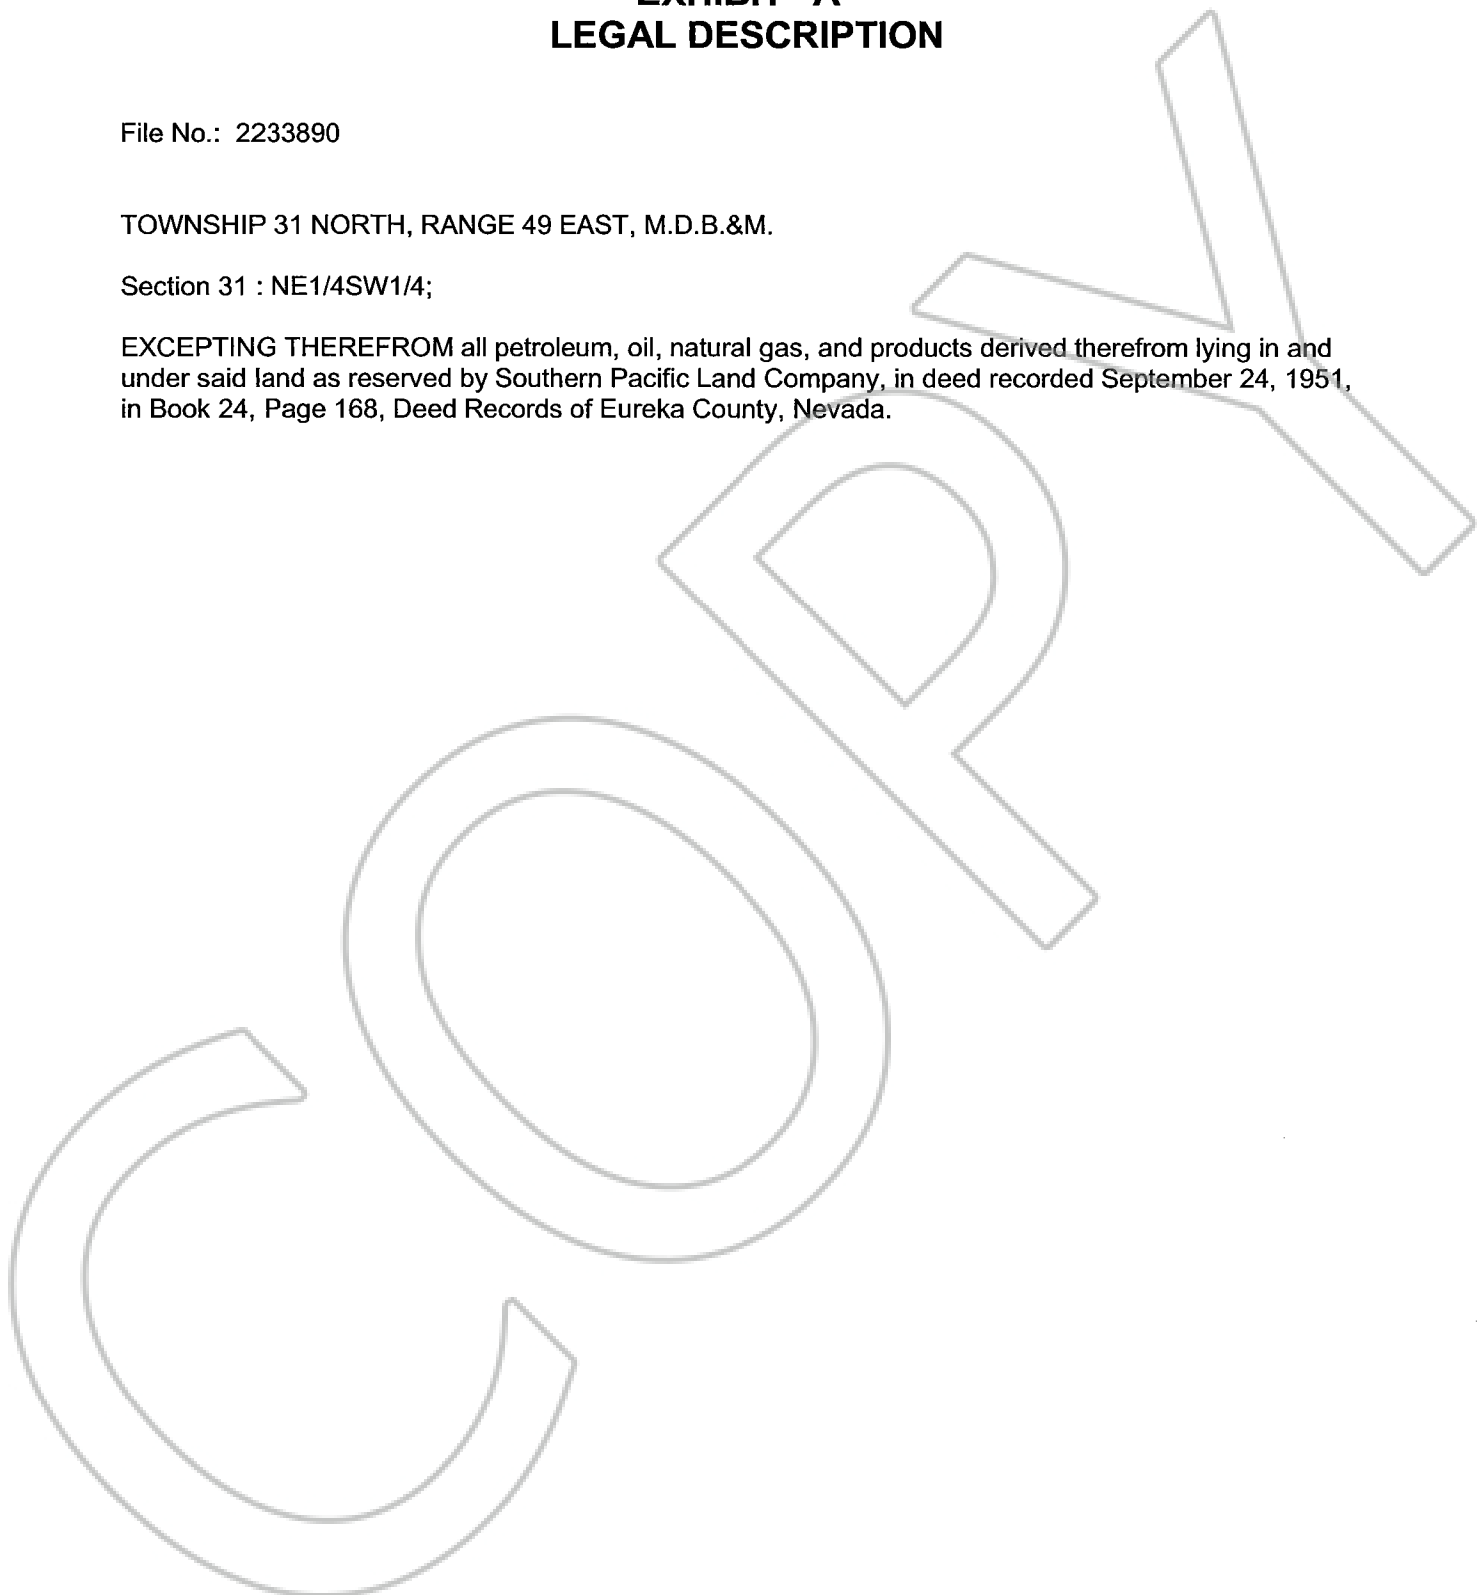 EXHIBIT "A"
LEGAL DESCRIPTION
File No.: 2233890
TOWNSHIP 31 NORTH, RANGE 49 EAST, M.D.B.&M.
Section 31 : NE1/4SW1/4;
EXCEPTING THEREFROM all petroleum, oil, natural gas, and products derived therefrom lying in and
under said land as reserved by Southern Pacific Land Company, in deed recorded September 24, 1951,
in Book 24, Page 168, Deed Records of Eureka County, Nevada.
COPY